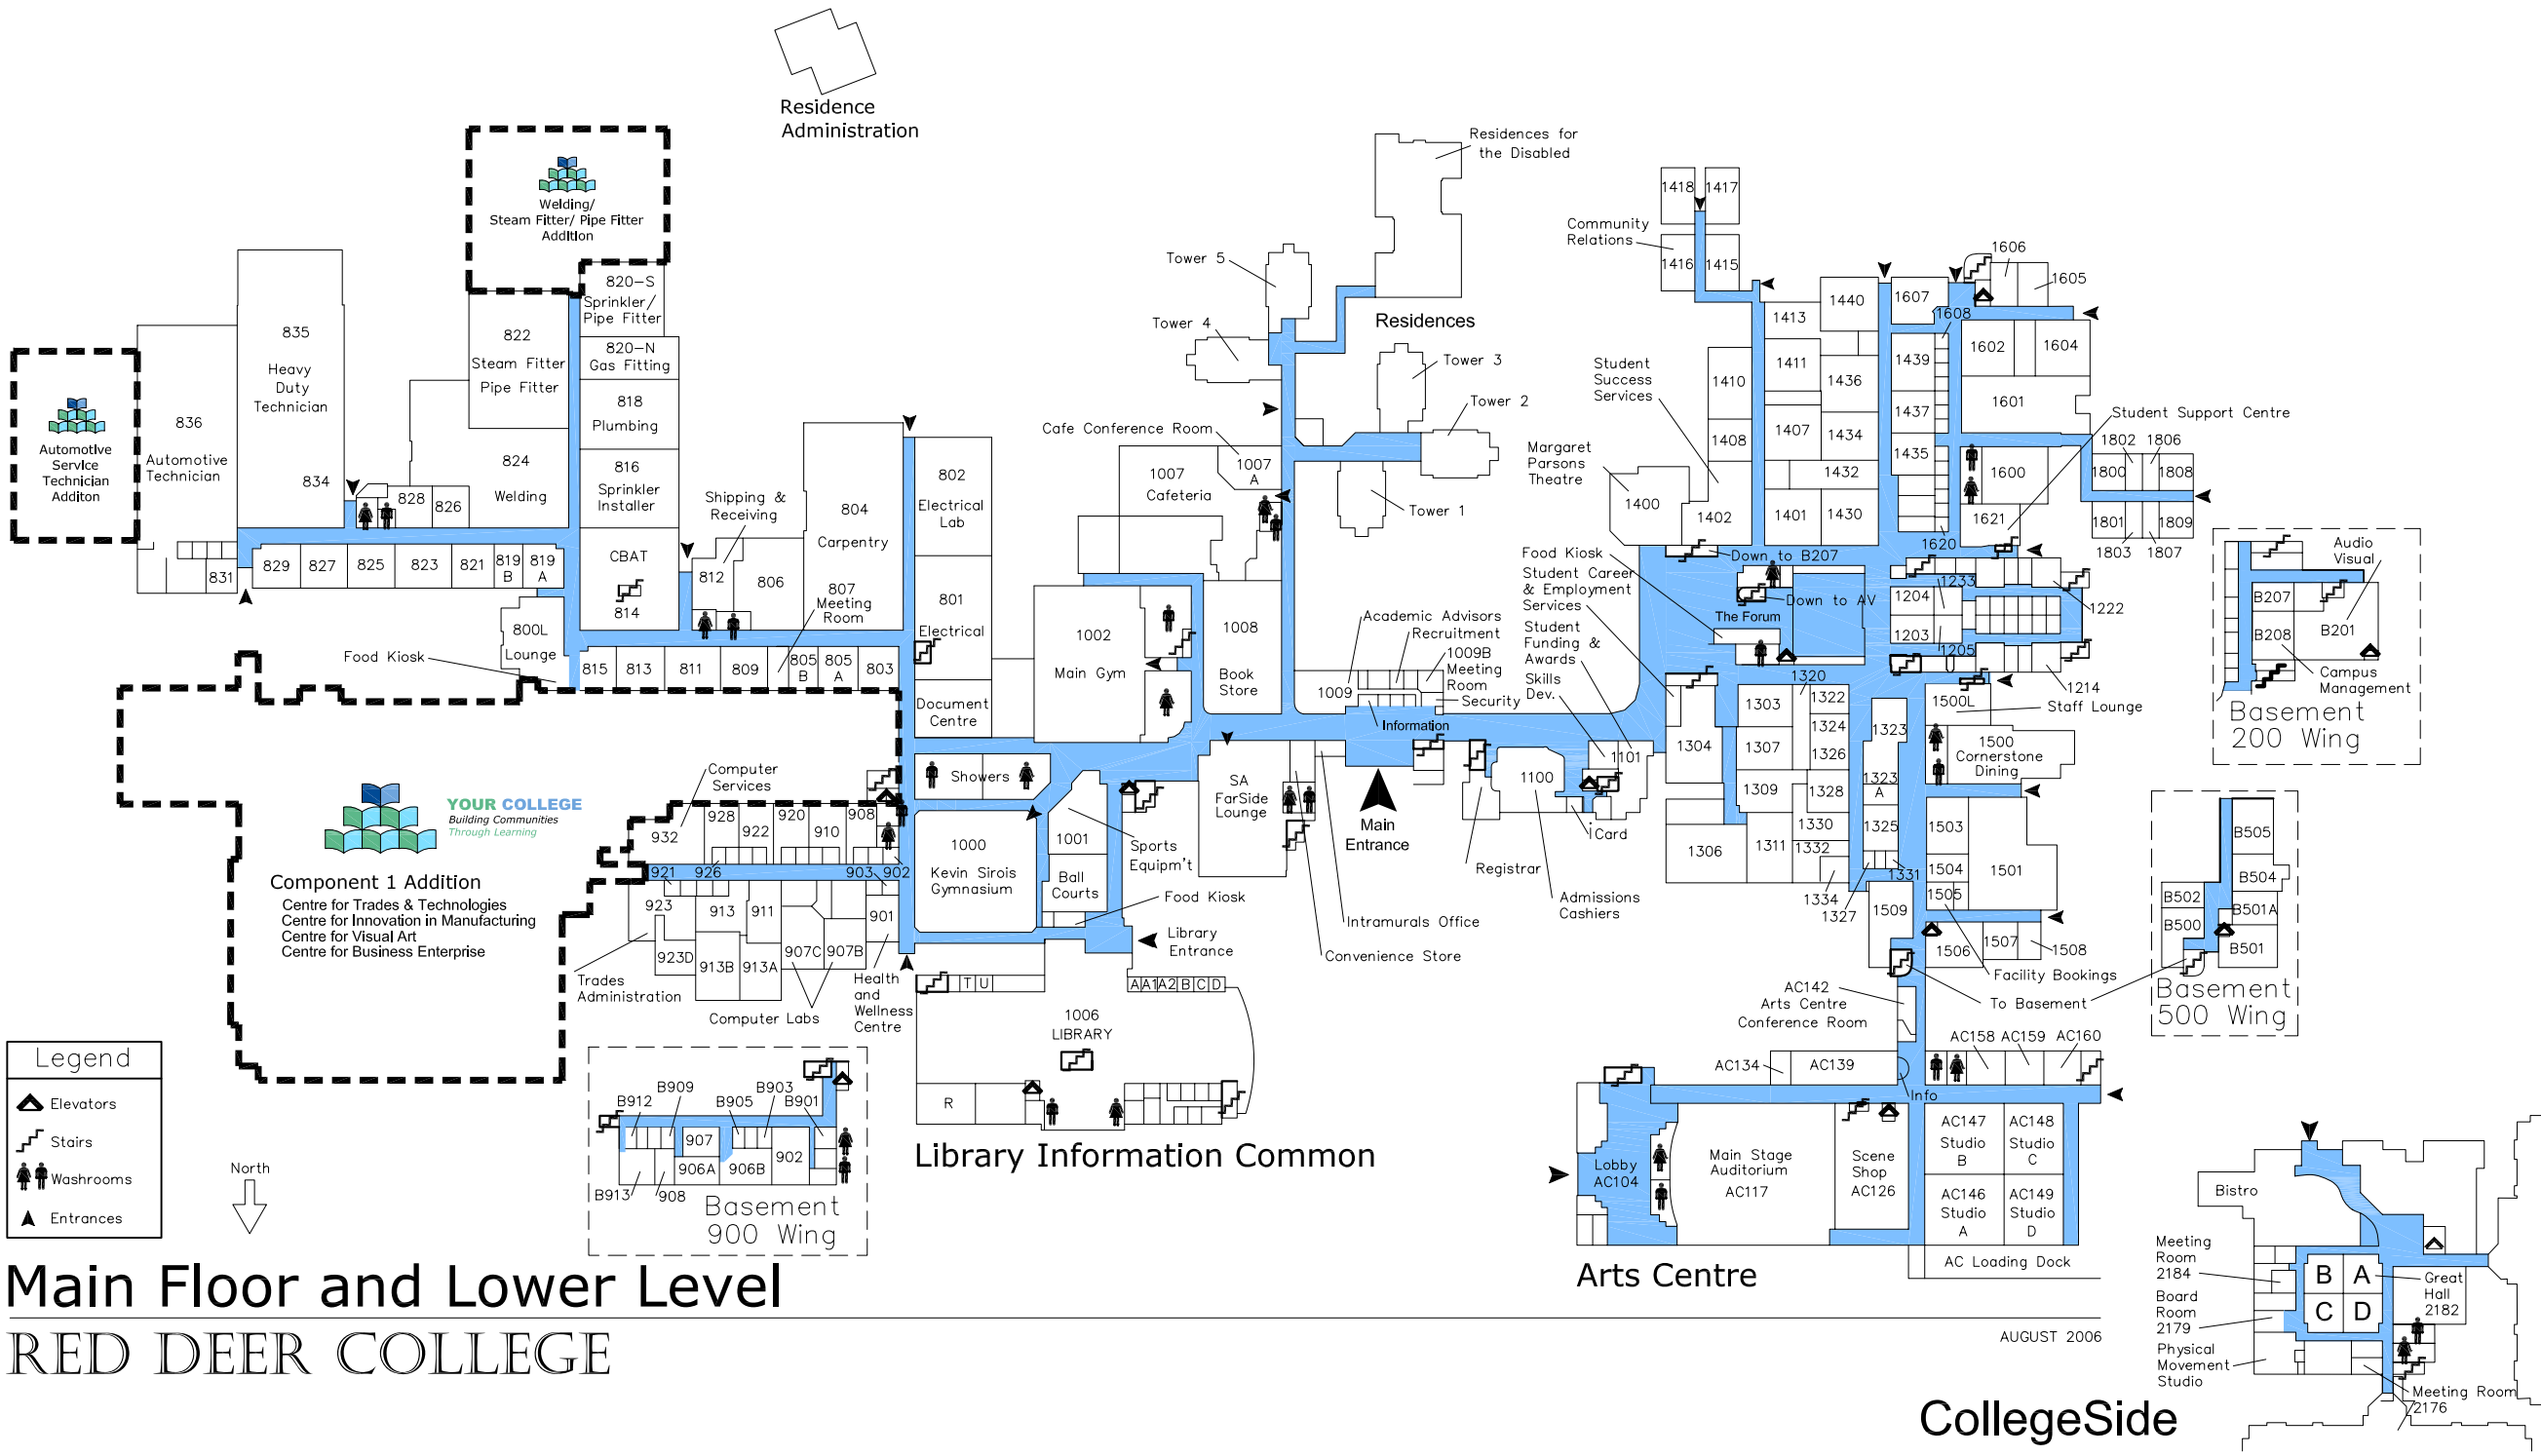 Residence
Administration
Welding/
Steam Fitter/ Pipe Fitter
Addition
Automotive
Service
Technician
Additon
836
Automotive
Technician
835
Heavy
Duty
Technician
834
822
Steam Fitter
Pipe Fitter
824
Welding
828
826
820-S
Sprinkler/
Pipe Fitter
820-N
Gas Fitting
818
Plumbing
816
Sprinkler
Installer
CBAT
814
831
829
827
825
823
821
819
B
819
A
800L
Lounge
Food Kiosk
Shipping &
Receiving
812
806
804
Carpentry
807
Meeting
Room
815
813
811
809
805
B
805
A
803
802
Electrical
Lab
801
Electrical
Document
Centre
YOUR COLLEGE
Building Communities
Through Learning
Component 1 Addition
Centre for Trades & Technologies
Centre for Innovation in Manufacturing
Centre for Visual Art
Centre for Business Enterprise
Computer
Services
932
928
922
920
910
908
921
926
903
902
923
913
911
901
923D
913B
913A
907C
907B
Trades
Administration
Computer Labs
Health
and
Wellness
Centre
Showers
1000
Kevin Sirois
Gymnasium
1001
Ball
Courts
Sports
Equipm't
Food Kiosk
Library
Entrance
T
U
A
A1
A2
B
C
D
1006
LIBRARY
R
Library Information Common
Residences for
the Disabled
Tower 5
Tower 4
Residences
Tower 3
Tower 2
Tower 1
Cafe Conference Room
1007
Cafeteria
1007
A
1002
Main Gym
1008
Book
Store
Academic Advisors
Recruitment
1009B
Meeting
Room
Security
1009
Information
SA
FarSide
Lounge
Main
Entrance
Intramurals Office
Convenience Store
Registrar
1100
iCard
Admissions
Cashiers
1101
Food Kiosk
Student Career
& Employment
Services
Student
Funding &
Awards
Skills
Dev.
Community
Relations
1418
1417
1416
1415
Student
Success
Services
Margaret
Parsons
Theatre
1400
1402
1410
1408
1413
1411
1407
1401
1440
1436
1434
1432
1430
1607
1608
1439
1437
1435
1620
1606
1605
1602
1604
1601
1600
1621
Student Support Centre
1802
1806
1800
1808
1801
1809
1803
1807
Down to B207
Down to AV
The Forum
1233
1204
1203
1205
1222
1214
1320
1303
1307
1309
1311
1304
1306
1322
1324
1326
1328
1330
1332
1334
1323
1323
A
1325
1327
1331
1500L
Staff Lounge
1500
Cornerstone
Dining
1503
1504
1505
1501
1509
1506
1507
1508
Facility Bookings
To Basement
AC142
Arts Centre
Conference Room
AC134
AC139
AC158
AC159
AC160
Info
Lobby
AC104
Main Stage
Auditorium
AC117
Scene
Shop
AC126
AC147
Studio
B
AC148
Studio
C
AC146
Studio
A
AC149
Studio
D
AC Loading Dock
Arts Centre
Audio
Visual
B207
B208
B201
Campus
Management
Basement
200 Wing
B505
B504
B502
B501A
B500
B501
Basement
500 Wing
B912
B909
B905
B903
B901
907
906A
906B
902
B913
908
Basement
900 Wing
Legend
Elevators
Stairs
Washrooms
Entrances
North
Main Floor and Lower Level
RED DEER COLLEGE
AUGUST 2006
Bistro
Meeting
Room
2184
Board
Room
2179
Physical
Movement
Studio
B
A
C
D
Great
Hall
2182
Meeting Room
2176
CollegeSide